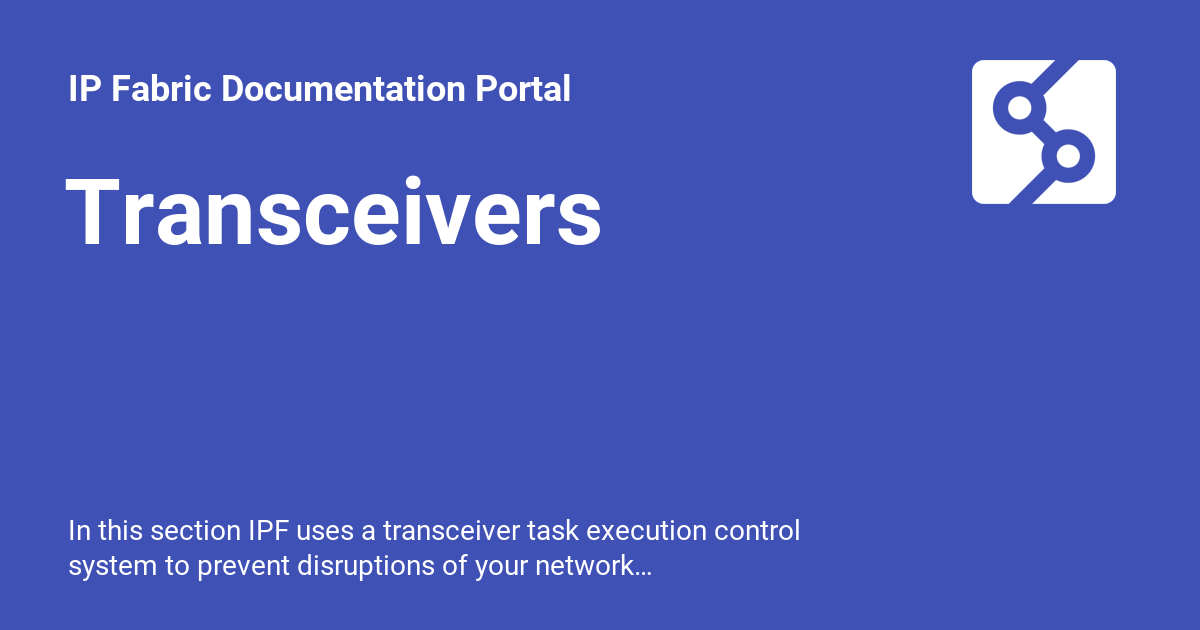 IP Fabric Documentation Portal
Transceivers
In this section IPF uses a transceiver task execution control
system to prevent disruptions of your network…